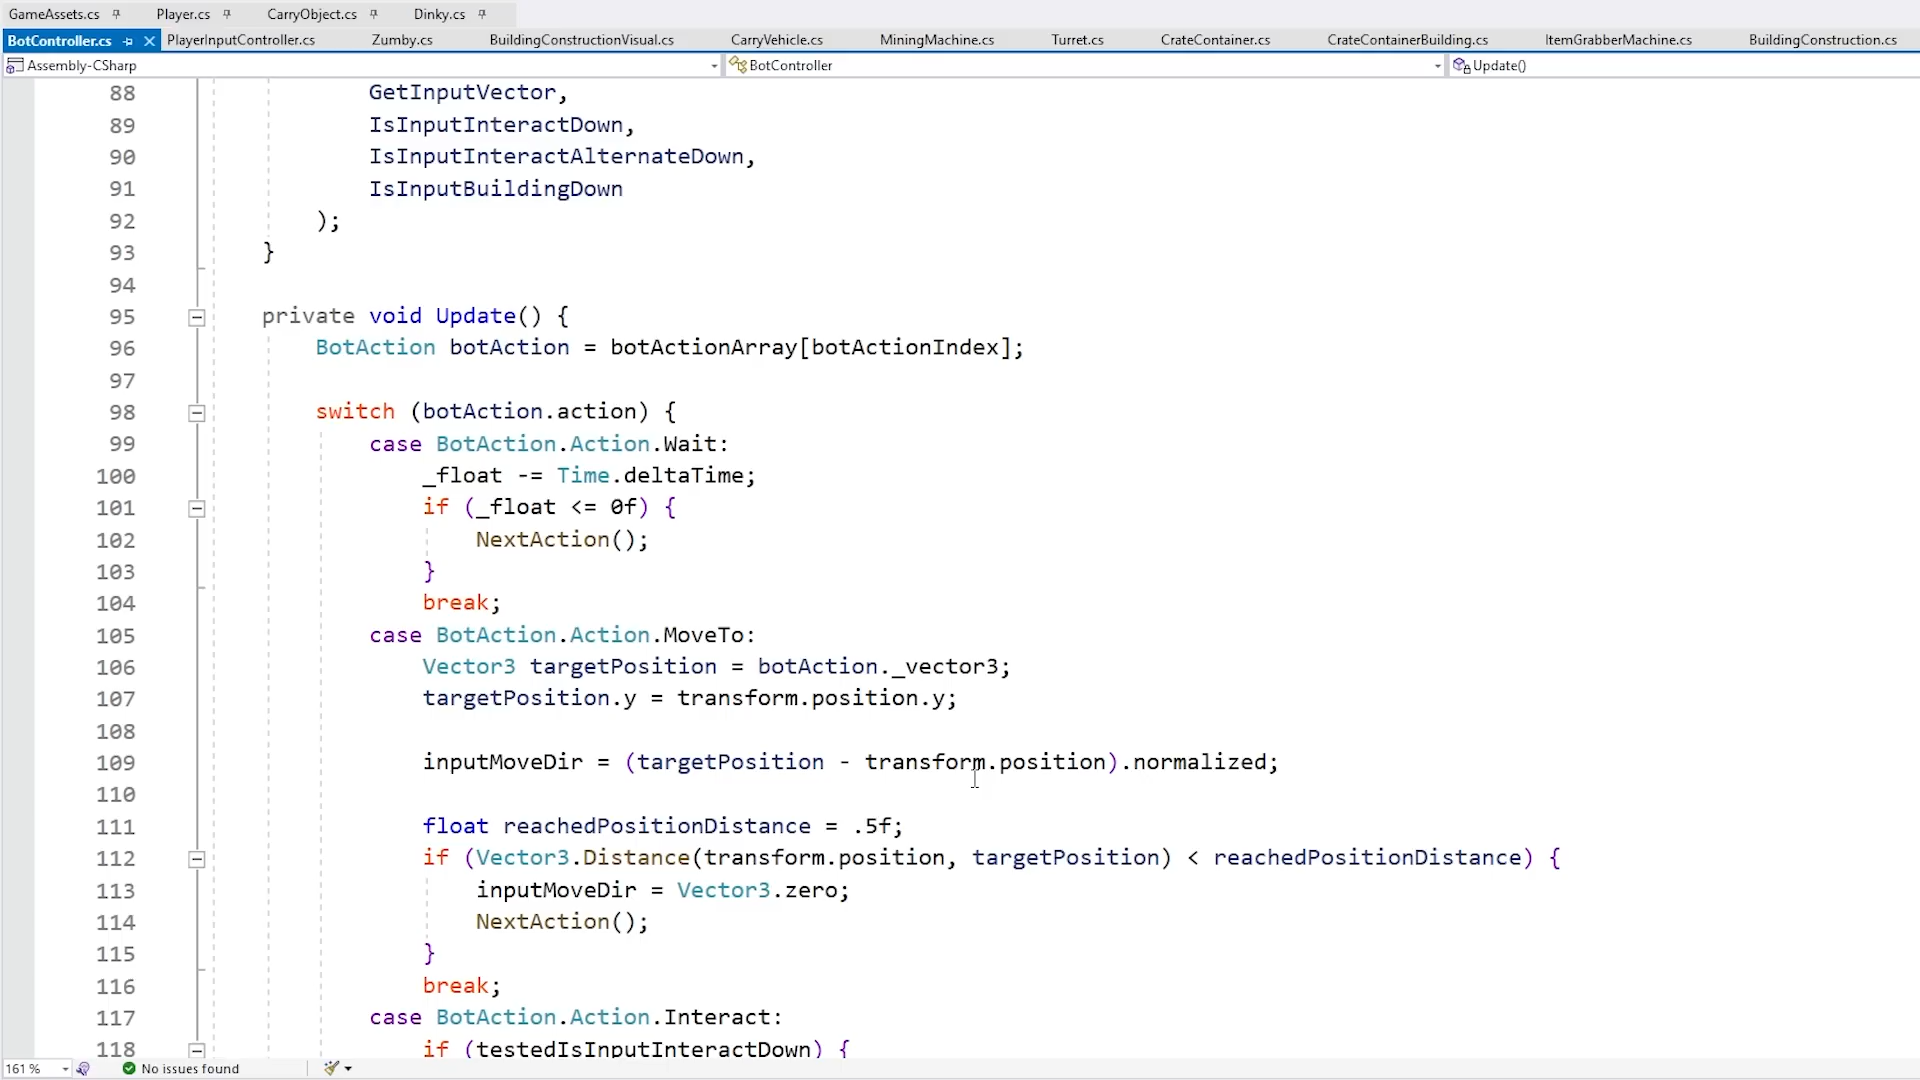 GameAssets.cs Player.cs CarryObject.cs Dinky.cs
BotController.cs PlayerInputController.cs Zumby.cs BuildingConstructionVisual.cs CarryVehicle.cs MiningMachine.cs Turret.cs CrateContainer.cs CrateContainerBuilding.cs ItemGrabberMachine.cs BuildingConstruction.cs
Assembly-CSharp BotController Update()
88 GetInputVector,
89 IsInputInteractDown,
90 IsInputInteractAlternateDown,
91 IsInputBuildingDown
92 );
93 }
94
95 private void Update() {
96 BotAction botAction = botActionArray[botActionIndex];
97
98 switch (botAction.action) {
99 case BotAction.Action.Wait:
100 _float -= Time.deltaTime;
101 if (_float <= 0f) {
102 NextAction();
103 }
104 break;
105 case BotAction.Action.MoveTo:
106 Vector3 targetPosition = botAction._vector3;
107 targetPosition.y = transform.position.y;
108
109 inputMoveDir = (targetPosition - transform.position).normalized;
110
111 float reachedPositionDistance = .5f;
112 if (Vector3.Distance(transform.position, targetPosition) < reachedPositionDistance) {
113 inputMoveDir = Vector3.zero;
114 NextAction();
115 }
116 break;
117 case BotAction.Action.Interact:
118 if (testedIsInputInteractDown) {
161 % No issues found